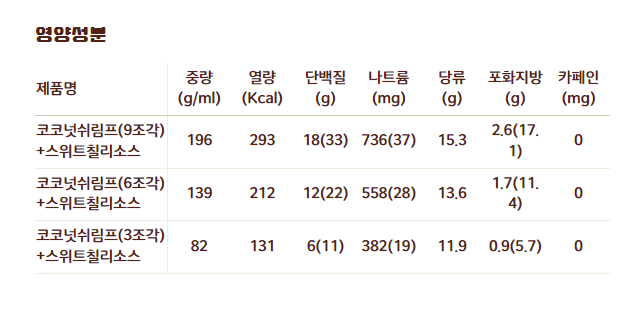 영양성분
제품명 중량 (g/ml) 열량 (Kcal) 단백질 (g) 나트륨 (mg) 당류 (g) 포화지방 (g) 카페인 (mg)
코코넛쉬림프(9조각) +스위트칠리소스 196 293 18(33) 736(37) 15.3 2.6(17.1) 0
코코넛쉬림프(6조각) +스위트칠리소스 139 212 12(22) 558(28) 13.6 1.7(11.4) 0
코코넛쉬림프(3조각) +스위트칠리소스 82 131 6(11) 382(19) 11.9 0.9(5.7) 0